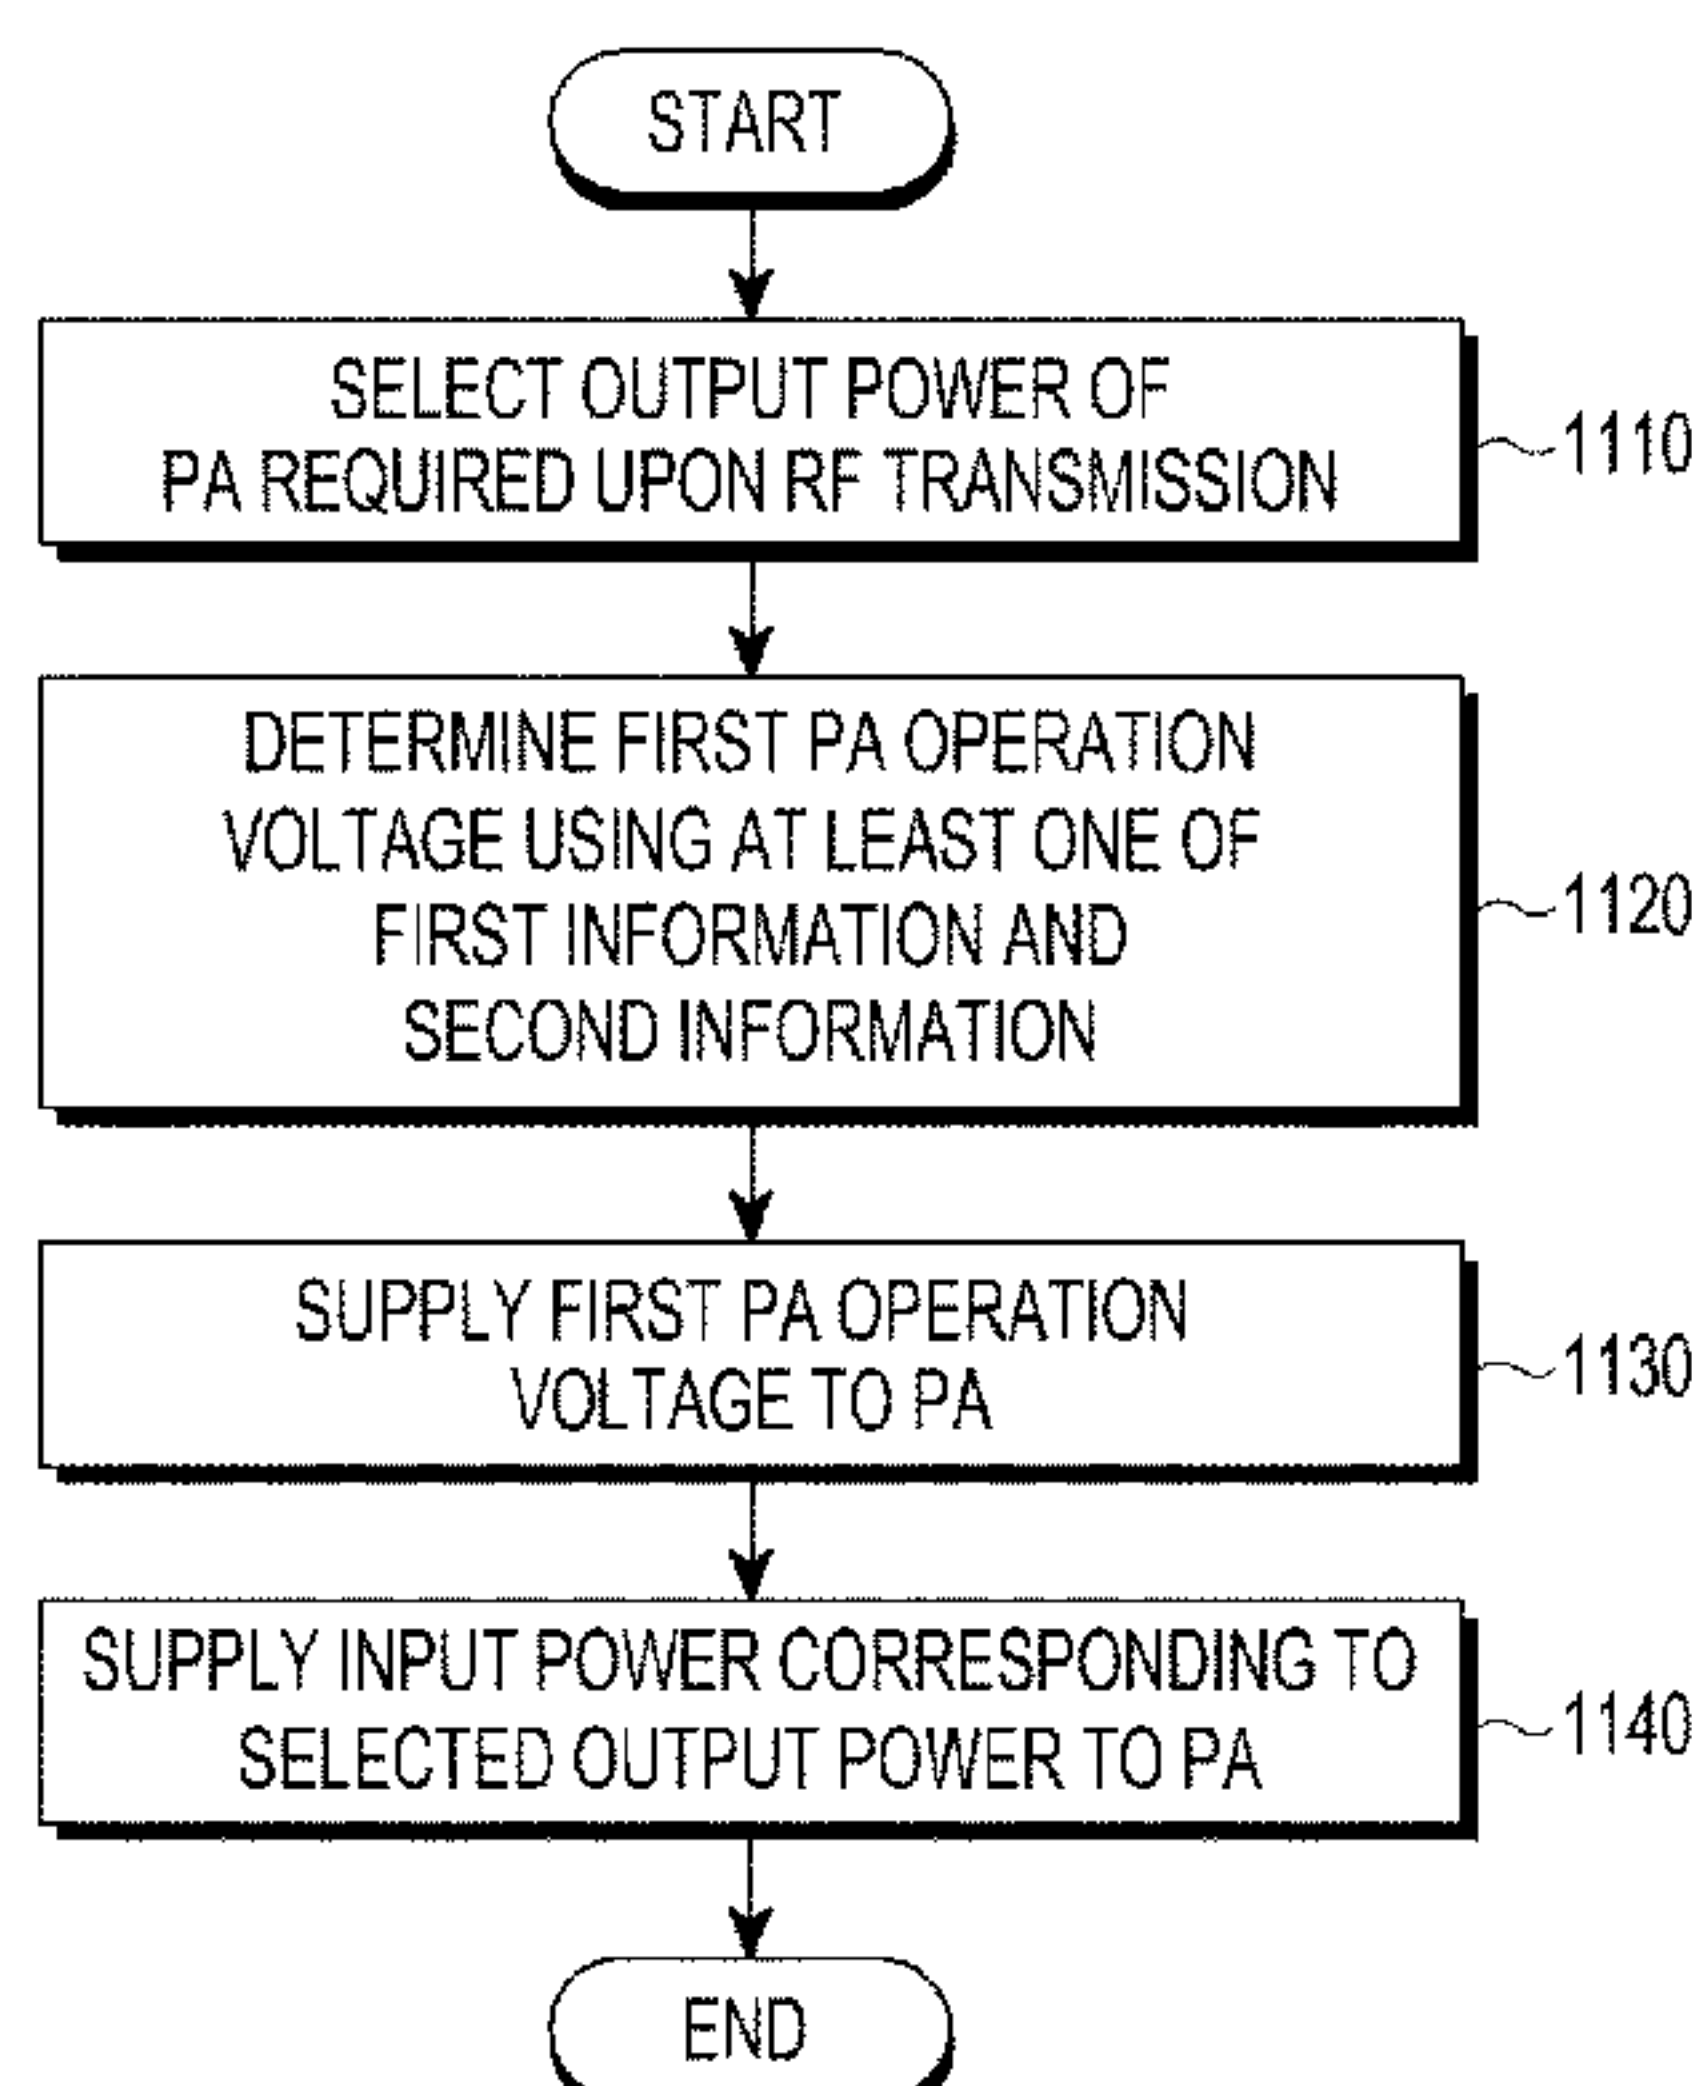 START
SELECT OUTPUT POWER OF
PA REQUIRED UPON RF TRANSMISSION
1110
DETERMINE FIRST PA OPERATION
VOLTAGE USING AT LEAST ONE OF
FIRST INFORMATION AND
SECOND INFORMATION
1120
SUPPLY FIRST PA OPERATION
VOLTAGE TO PA
1130
SUPPLY INPUT POWER CORRESPONDING TO
SELECTED OUTPUT POWER TO PA
1140
END